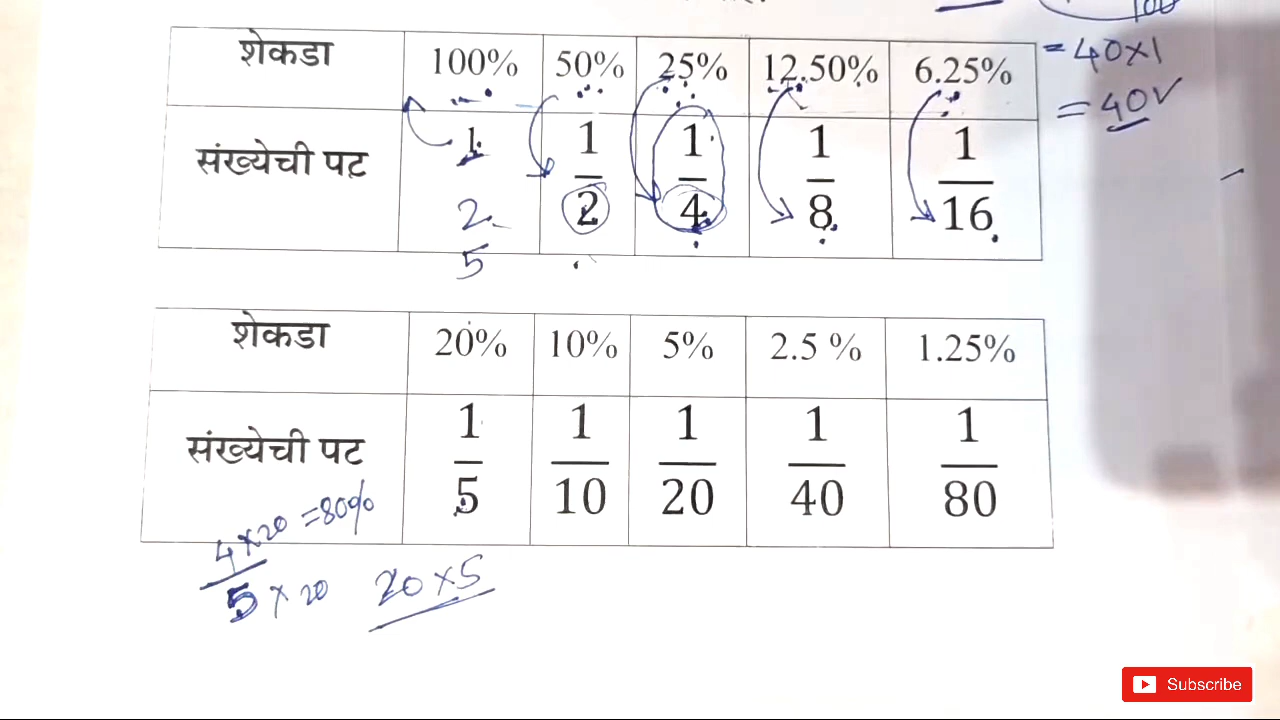 100
शेकडा 100% 50% 25% 12.50% 6.25%
= 40×1
= 40✓
संख्येची पट 1 1/2 1/4 1/8 1/16
2
5
शेकडा 20% 10% 5% 2.5 % 1.25%
संख्येची पट 1/5 1/10 1/20 1/40 1/80
4×20 =80%
5×20
20×5
Subscribe